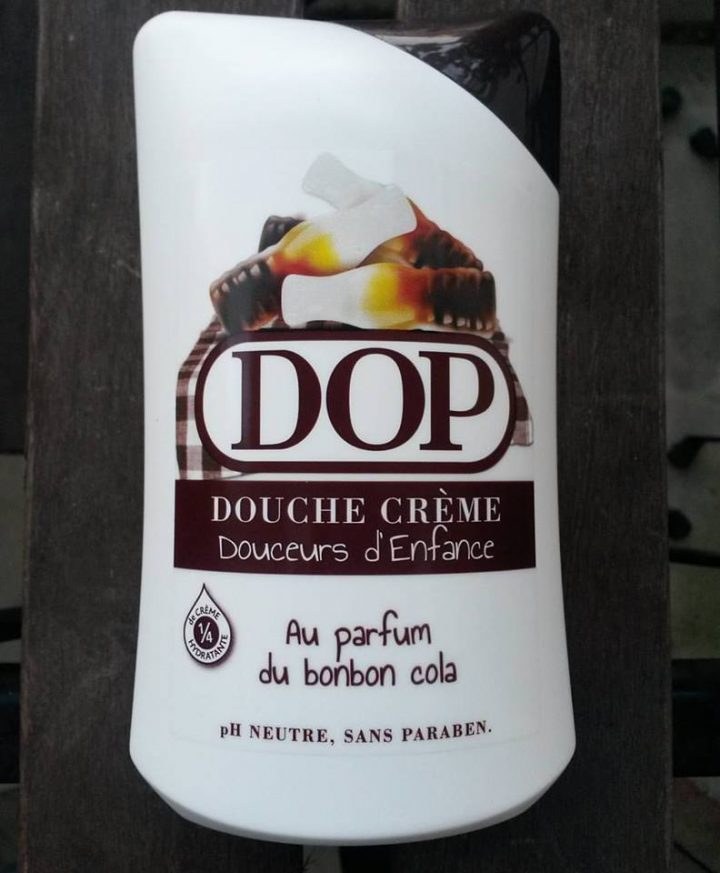 DOP
DOUCHE CRÈME
Douceurs d'Enfance
de CRÈME
1/4
HYDRATANTE
Au parfum
du bonbon cola
pH NEUTRE, SANS PARABEN.